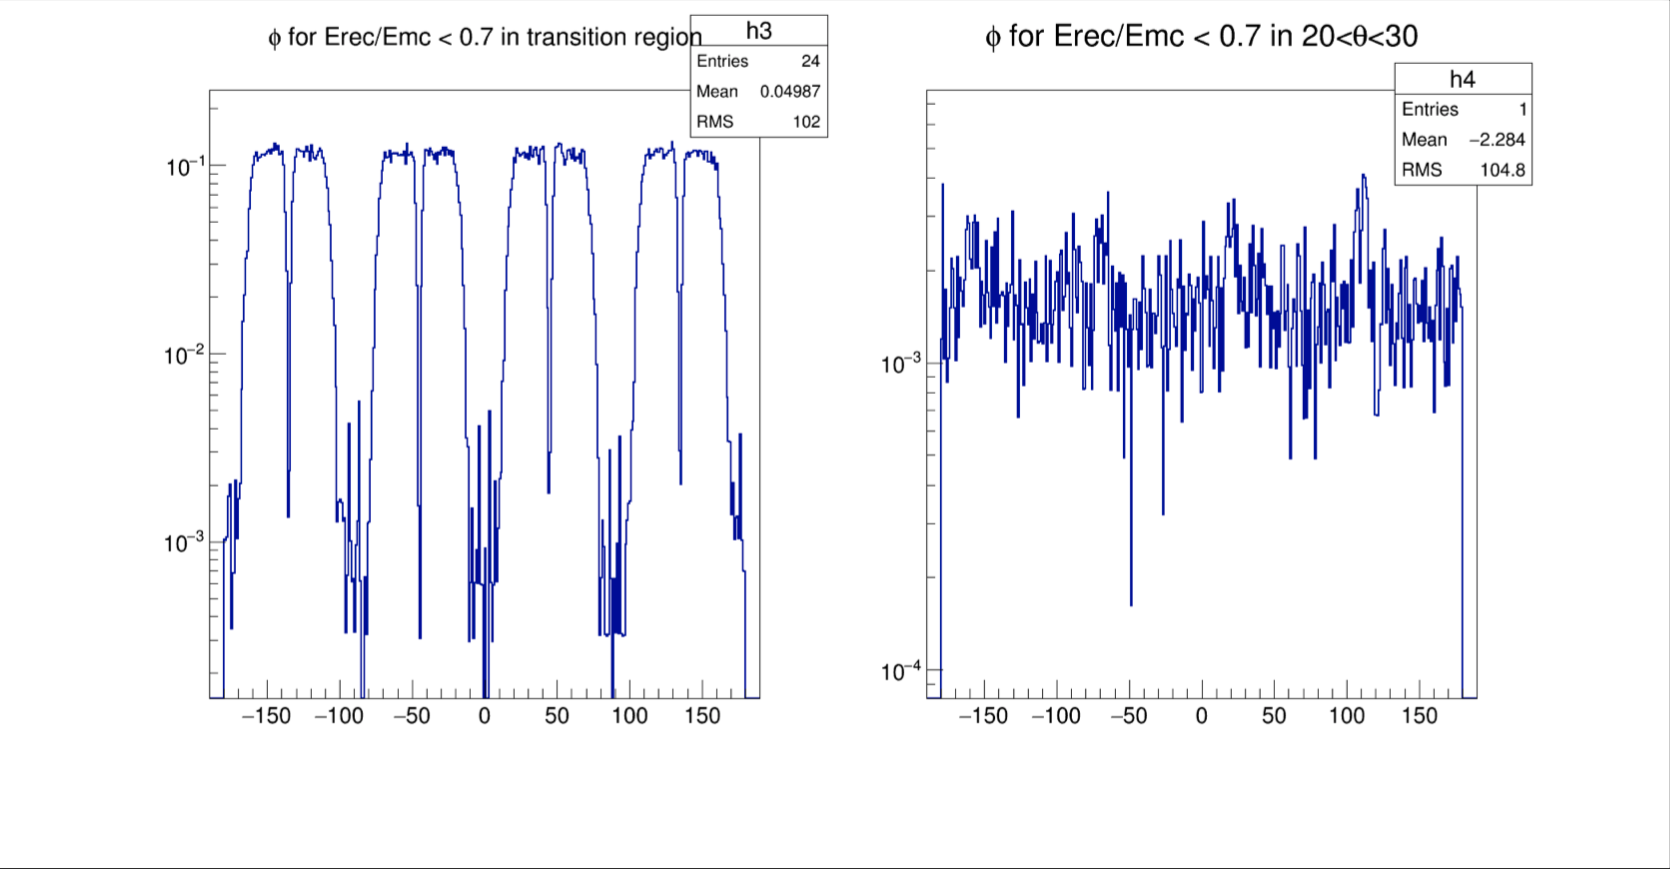 ϕ for Erec/Emc < 0.7 in transition region
h3
Entries 24
Mean 0.04987
RMS 102
10⁻¹
10⁻²
10⁻³
−150 −100 −50 0 50 100 150
ϕ for Erec/Emc < 0.7 in 20<θ<30
h4
Entries 1
Mean −2.284
RMS 104.8
10⁻³
10⁻⁴
−150 −100 −50 0 50 100 150